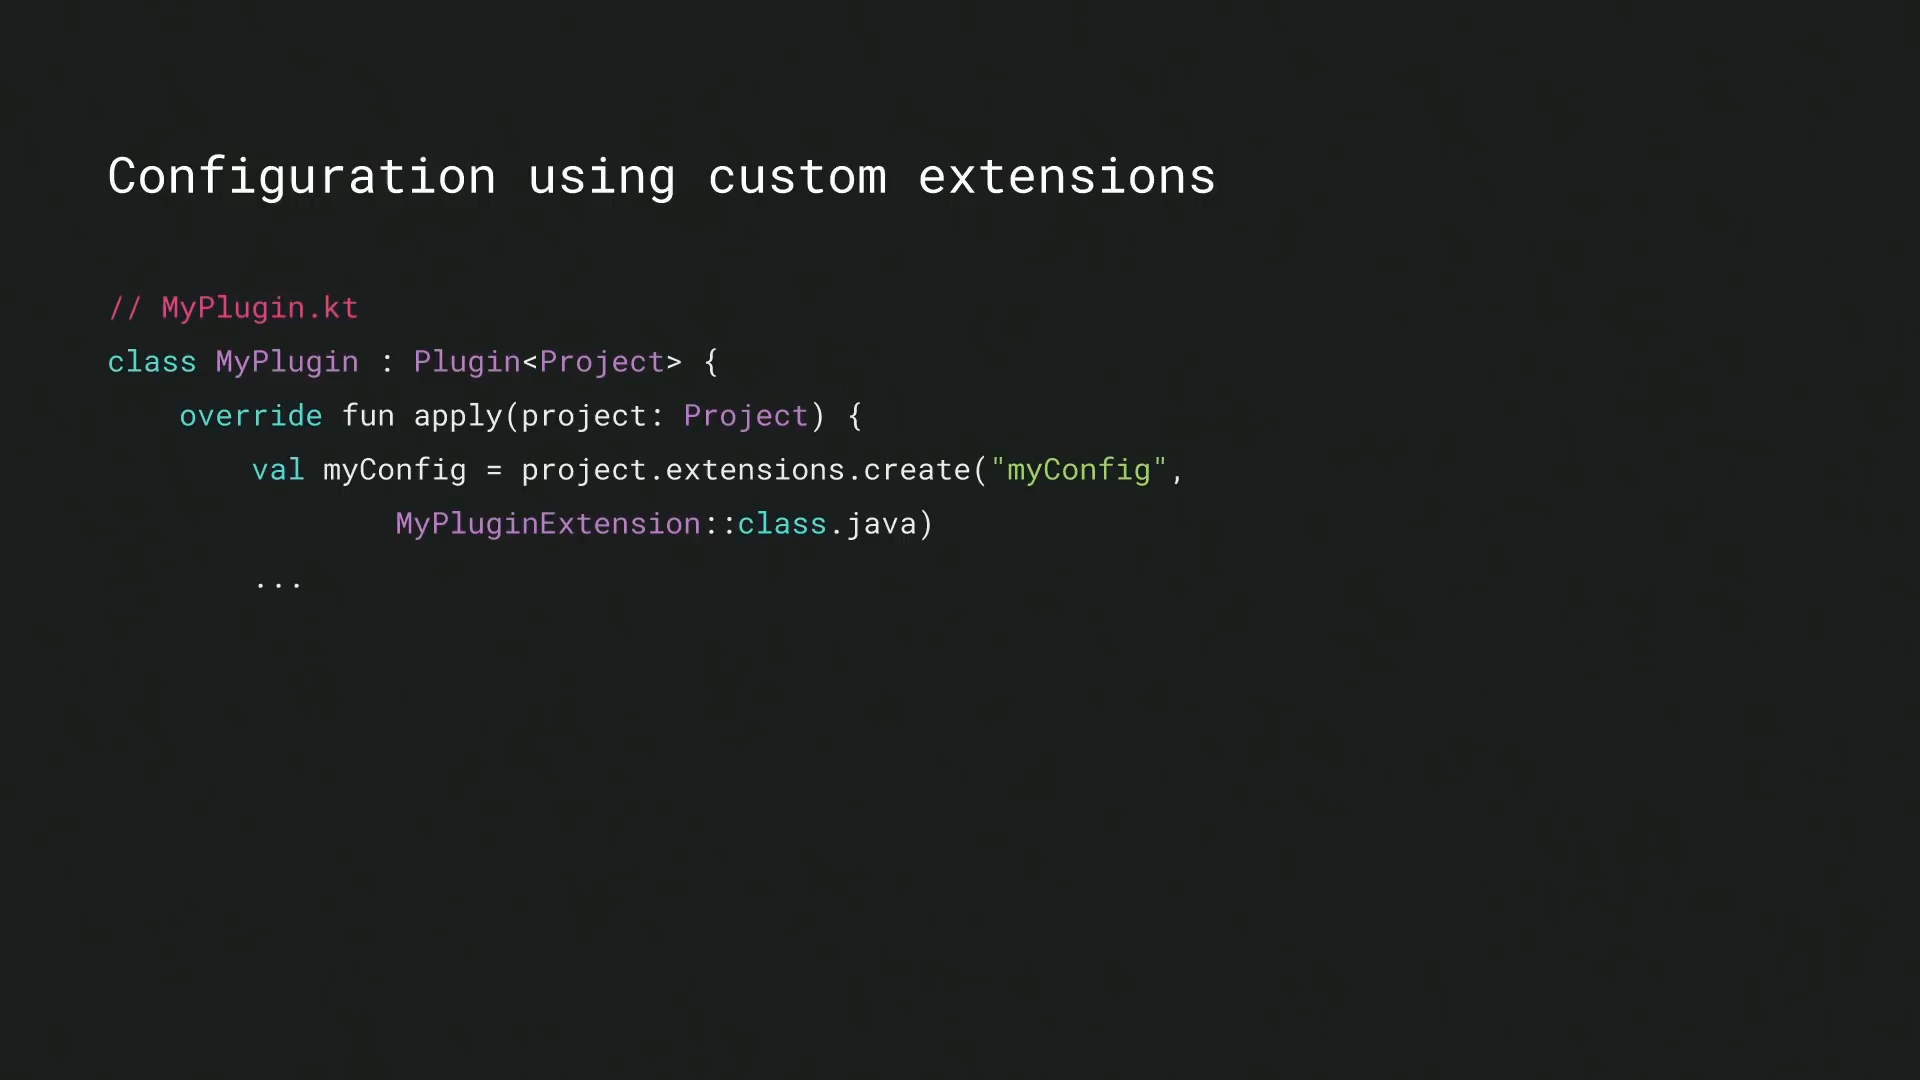 Configuration using custom extensions
// MyPlugin.kt
class MyPlugin : Plugin<Project> {
    override fun apply(project: Project) {
        val myConfig = project.extensions.create("myConfig",
                MyPluginExtension::class.java)
        ...